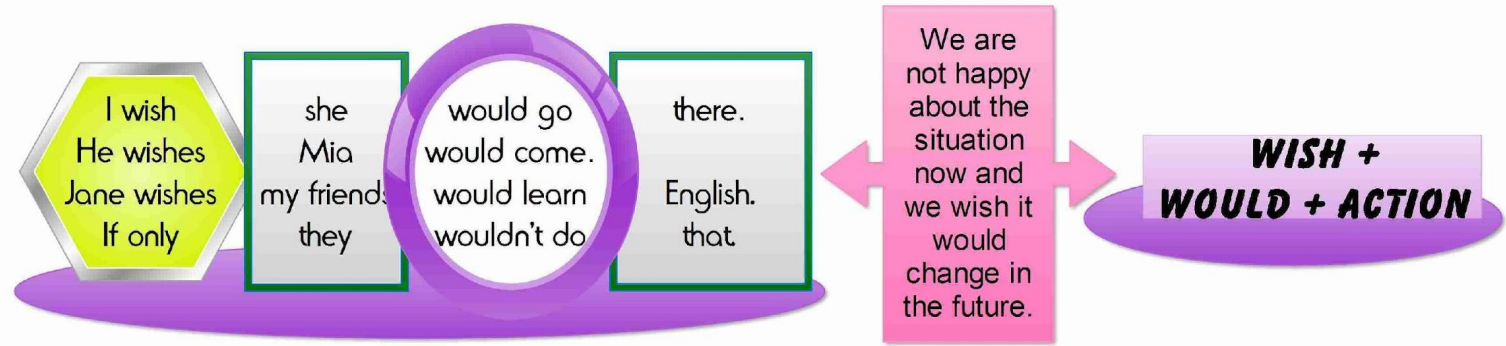 I wish she would go there.
He wishes Mia would come.
Jane wishes my friends would learn English.
If only they wouldn't do that.
We are
not happy
about the
situation
now and
we wish it
would
change in
the future.
WISH +
WOULD + ACTION